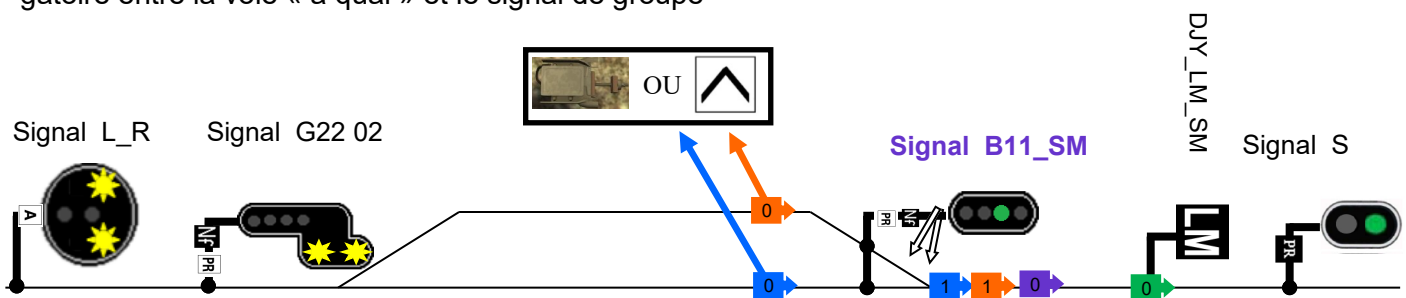 gatoire entre la voie « à quai » et le signal de groupe
DJY_LM_SM
OU
Signal L_R
Signal G22 02
Signal B11_SM
Signal S
A
Nf
PR
PR
Nf
LM
PR
0
0
1
1
0
0